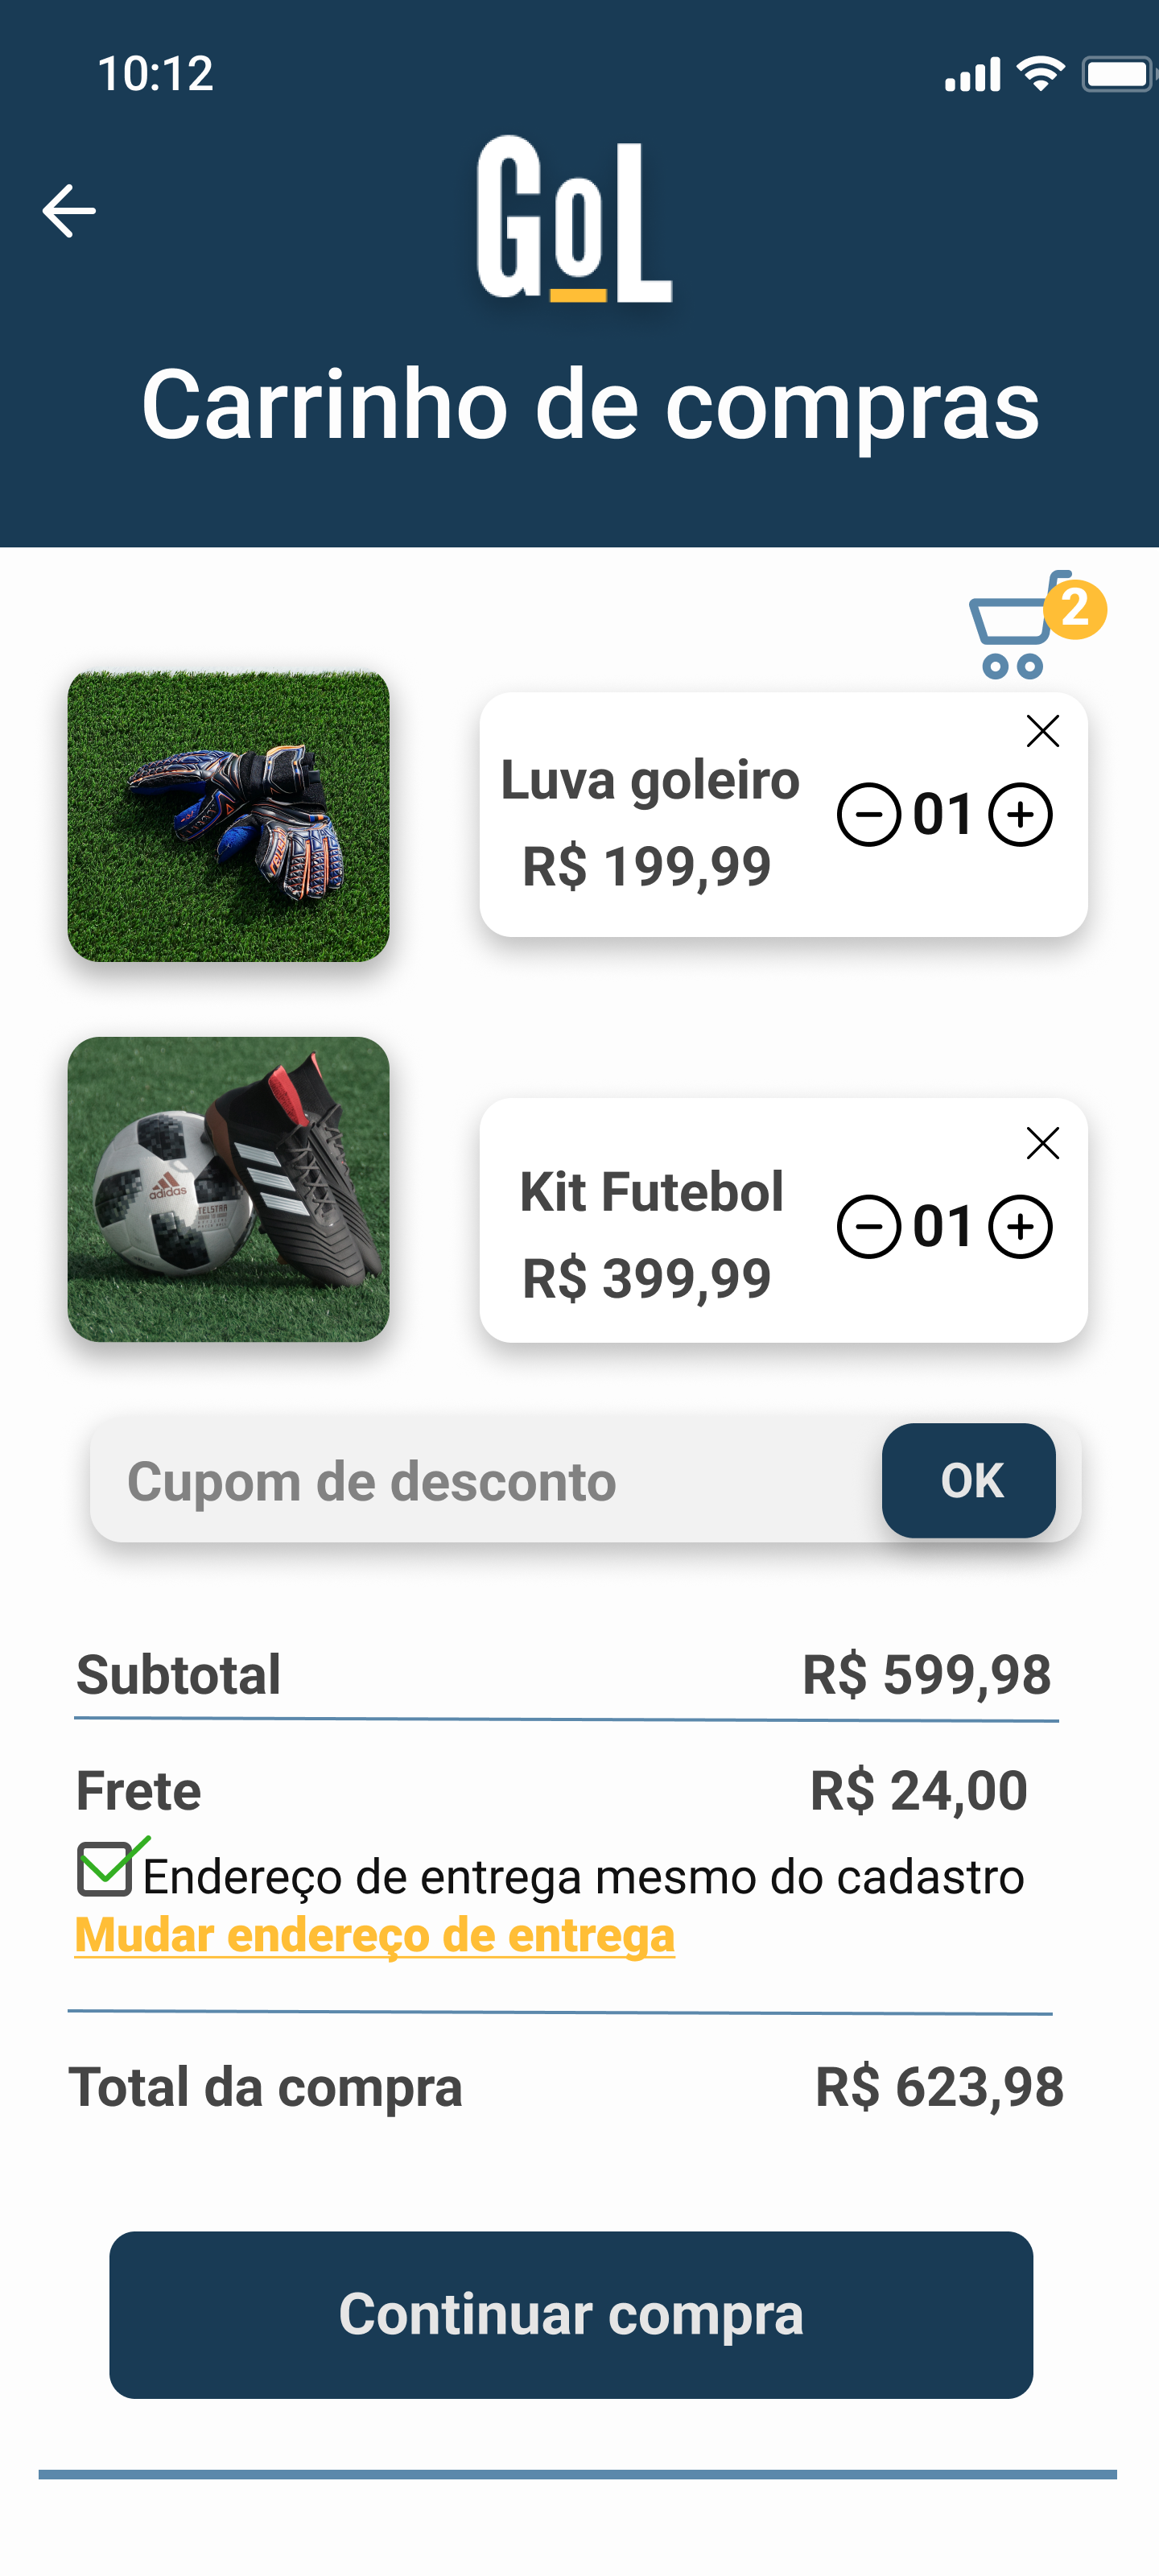 10:12
GoL
Carrinho de compras
2
Luva goleiro
01
R$ 199,99
adidas
TELSTAR
Kit Futebol
01
R$ 399,99
Cupom de desconto
OK
Subtotal
R$ 599,98
Frete
R$ 24,00
Endereço de entrega mesmo do cadastro
Mudar endereço de entrega
Total da compra
R$ 623,98
Continuar compra